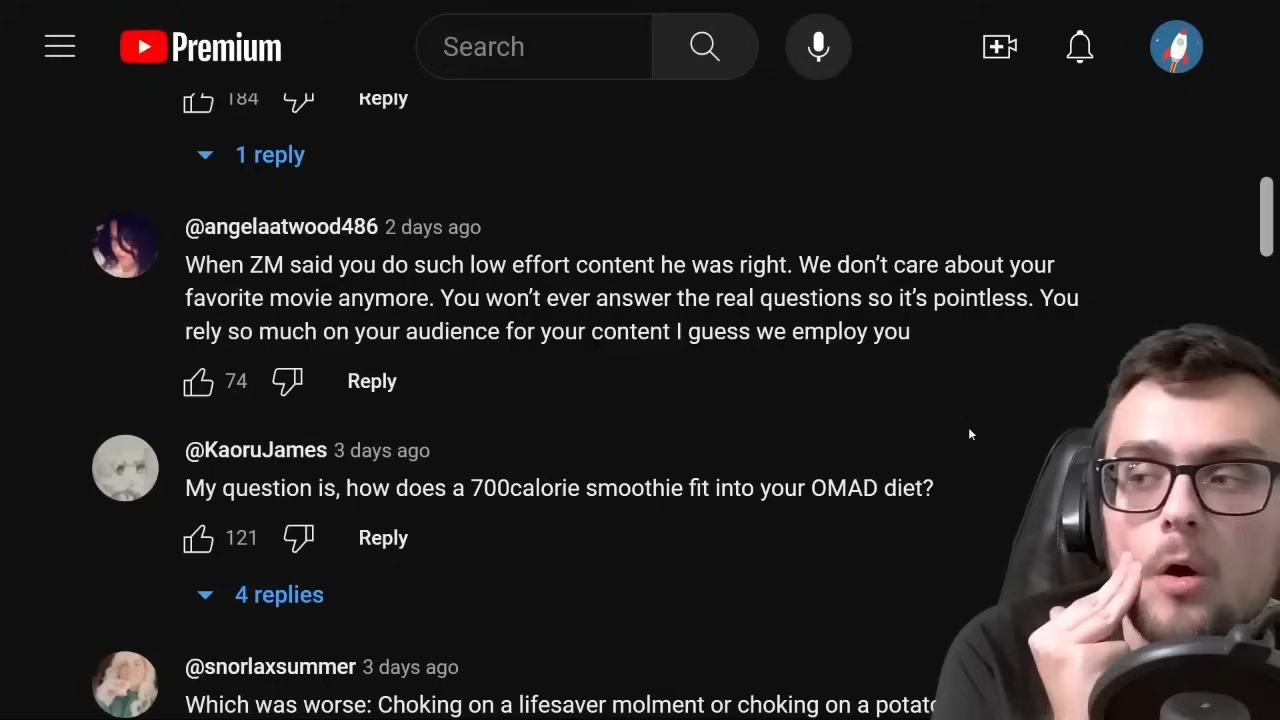 Premium
Search
184
Reply
1 reply
@angelaatwood486 2 days ago
When ZM said you do such low effort content he was right. We don’t care about your
favorite movie anymore. You won’t ever answer the real questions so it’s pointless. You
rely so much on your audience for your content I guess we employ you
74
Reply
@KaoruJames 3 days ago
My question is, how does a 700calorie smoothie fit into your OMAD diet?
121
Reply
4 replies
@snorlaxsummer 3 days ago
Which was worse: Choking on a lifesaver molment or choking on a